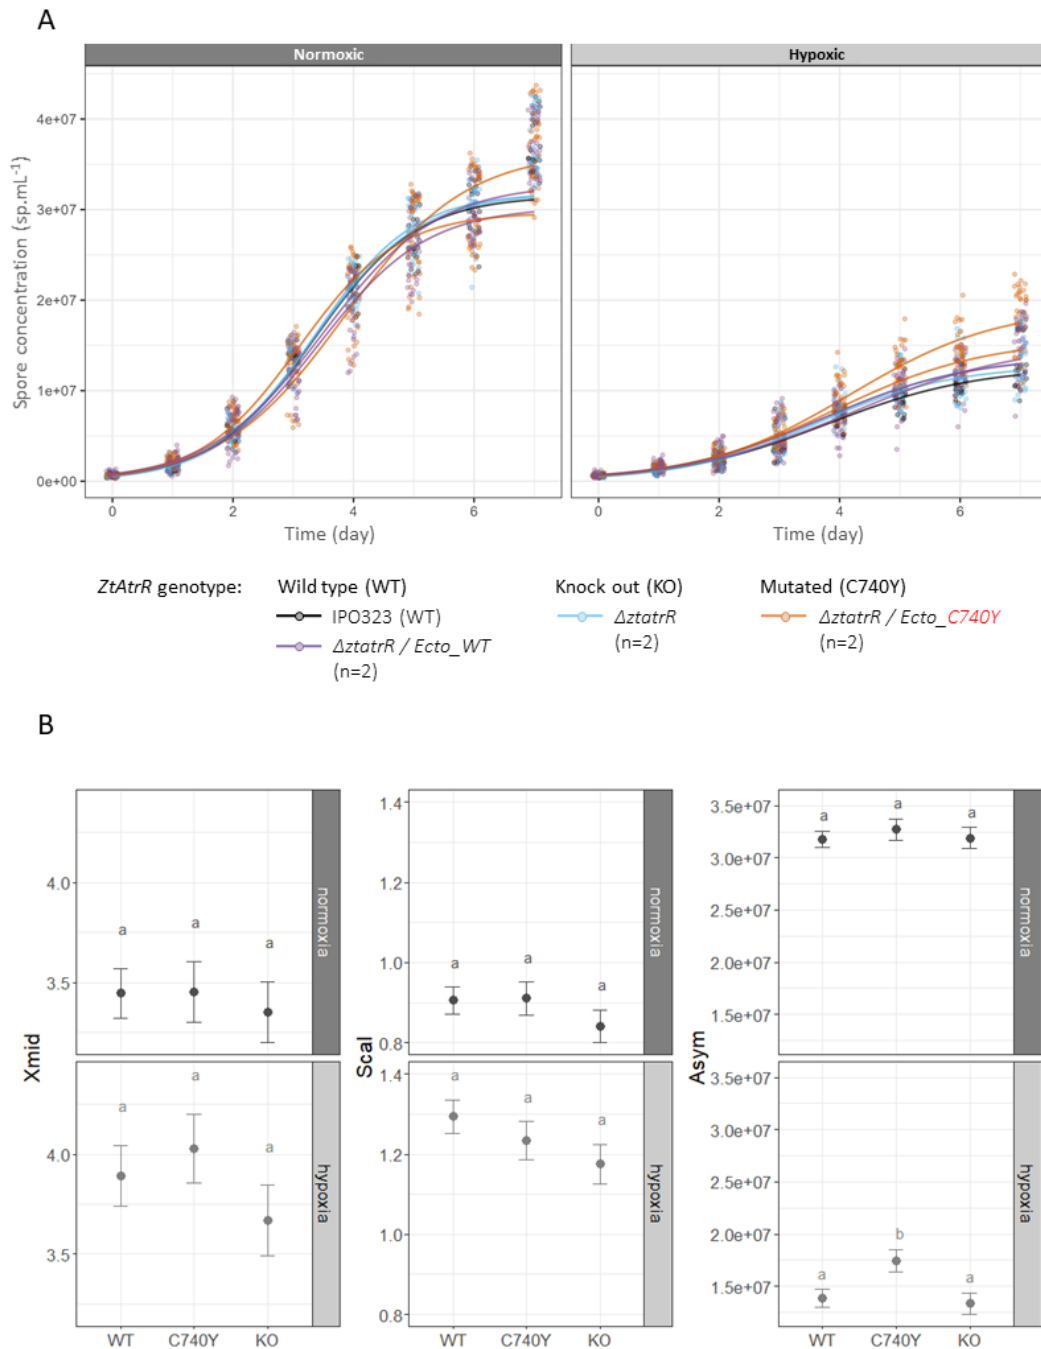 A
Normoxic
Hypoxic
Spore concentration (sp.mL⁻¹)
4e+07
3e+07
2e+07
1e+07
0e+00
0 2 4 6
0 2 4 6
Time (day)
Time (day)
ZtAtrR genotype:
Wild type (WT)
Knock out (KO)
Mutated (C740Y)
IPO323 (WT)
ΔztatrR
ΔztatrR / Ecto_C740Y
ΔztatrR / Ecto_WT
(n=2)
(n=2)
(n=2)
B
Xmid
4.0
3.5
a a a
normoxia
4.0
3.5
a a a
hypoxia
WT C740Y KO
Scal
1.4
1.2
1.0
0.8
a a a
normoxia
1.4
1.2
1.0
0.8
a a a
hypoxia
WT C740Y KO
Asym
3.5e+07
3.0e+07
2.5e+07
2.0e+07
1.5e+07
a a a
normoxia
3.5e+07
3.0e+07
2.5e+07
2.0e+07
1.5e+07
a b a
hypoxia
WT C740Y KO